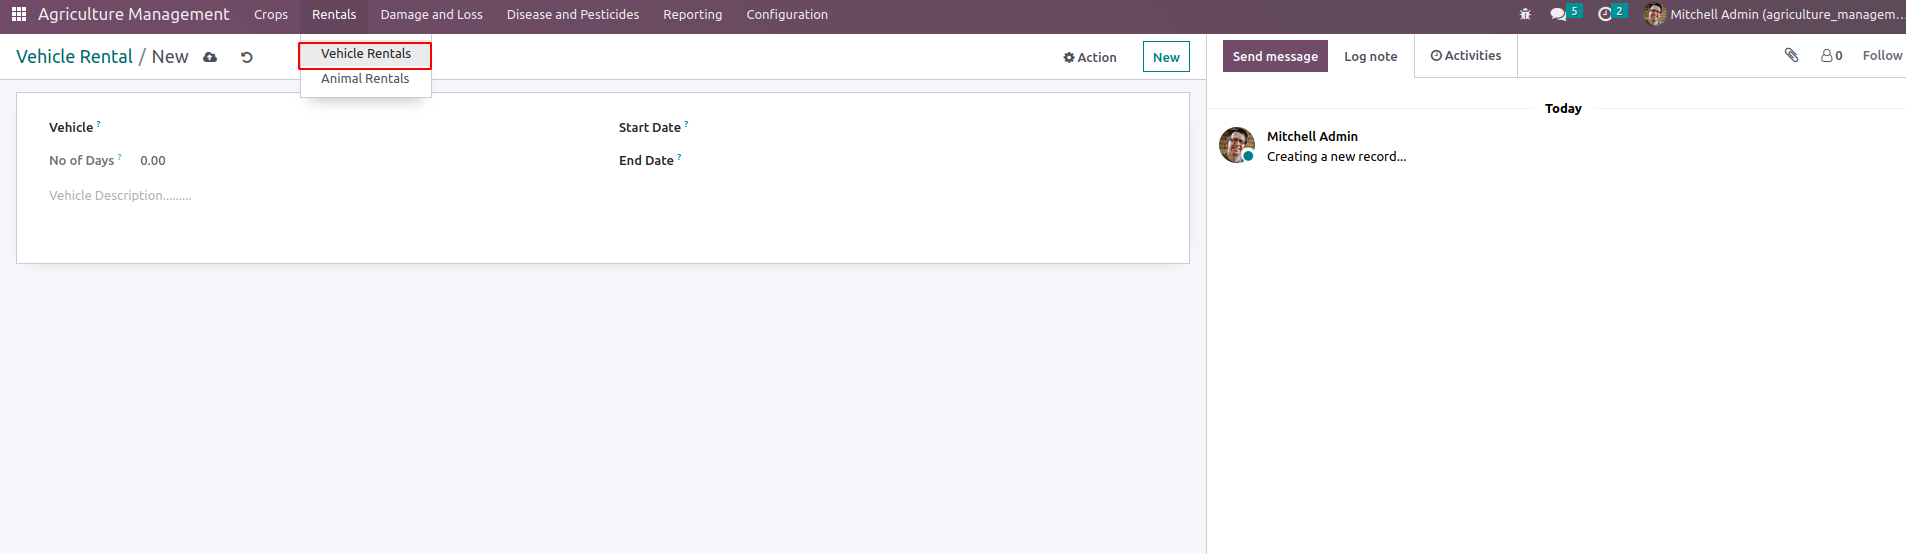 Agriculture Management Crops Rentals Damage and Loss Disease and Pesticides Reporting Configuration 5 2 Mitchell Admin (agriculture_managem...
Vehicle Rental / New
Vehicle Rentals
Animal Rentals
Action New
Vehicle ?
Start Date ?
No of Days ? 0.00
End Date ?
Vehicle Description.........
Send message Log note Activities 0 Follow
Today
Mitchell Admin
Creating a new record...